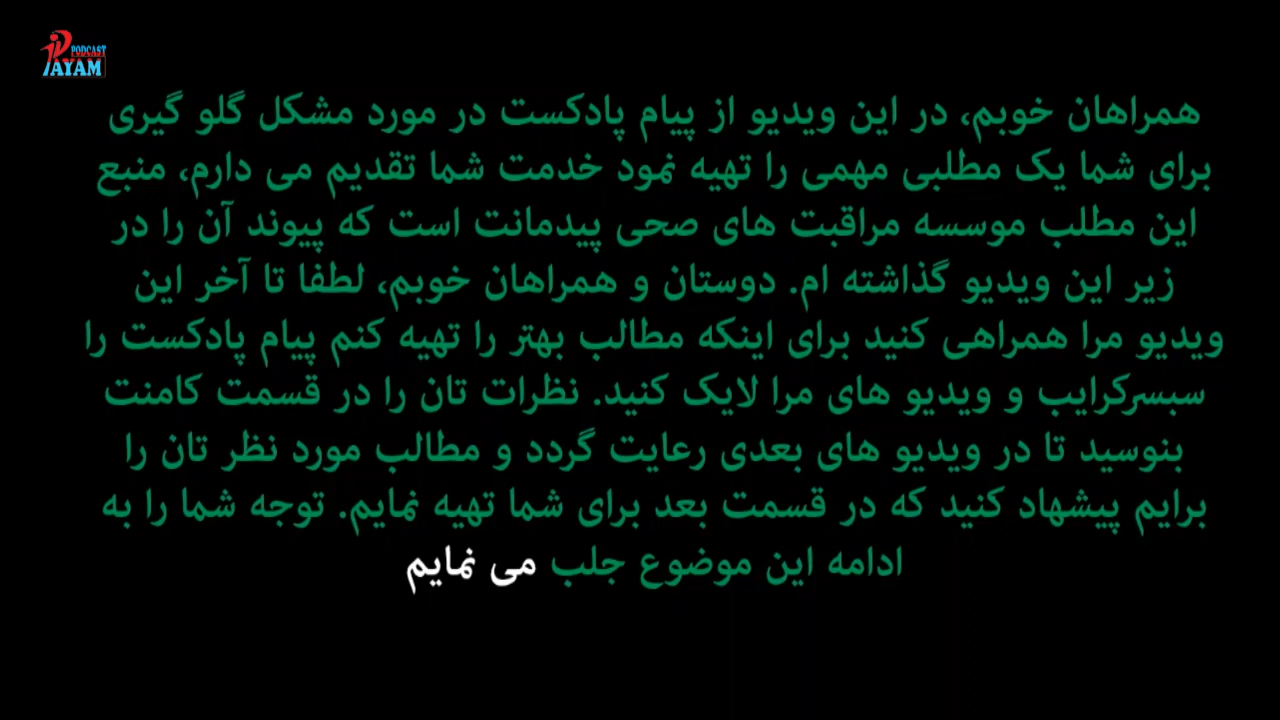 PODCAST
PAYAM
همراهان خوبم، در این ویدیو از پیام پادکست در مورد مشکل گلو گیری
برای شما یک مطلبی مهمی را تهیه نمود خدمت شما تقدیم می دارم، منبع
این مطلب موسسه مراقبت های صحی پیدمانت است که پیوند آن را در
زیر این ویدیو گذاشته ام. دوستان و همراهان خوبم، لطفا تا آخر این
ویدیو مرا همراهی کنید برای اینکه مطالب بهتر را تهیه کنم پیام پادکست را
سبسرکرایب و ویدیو های مرا لایک کنید. نظرات تان را در قسمت کامنت
بنوسید تا در ویدیو های بعدی رعایت گردد و مطالب مورد نظر تان را
برایم پیشهاد کنید که در قسمت بعد برای شما تهیه نمایم. توجه شما را به
ادامه این موضوع جلب می نمایم